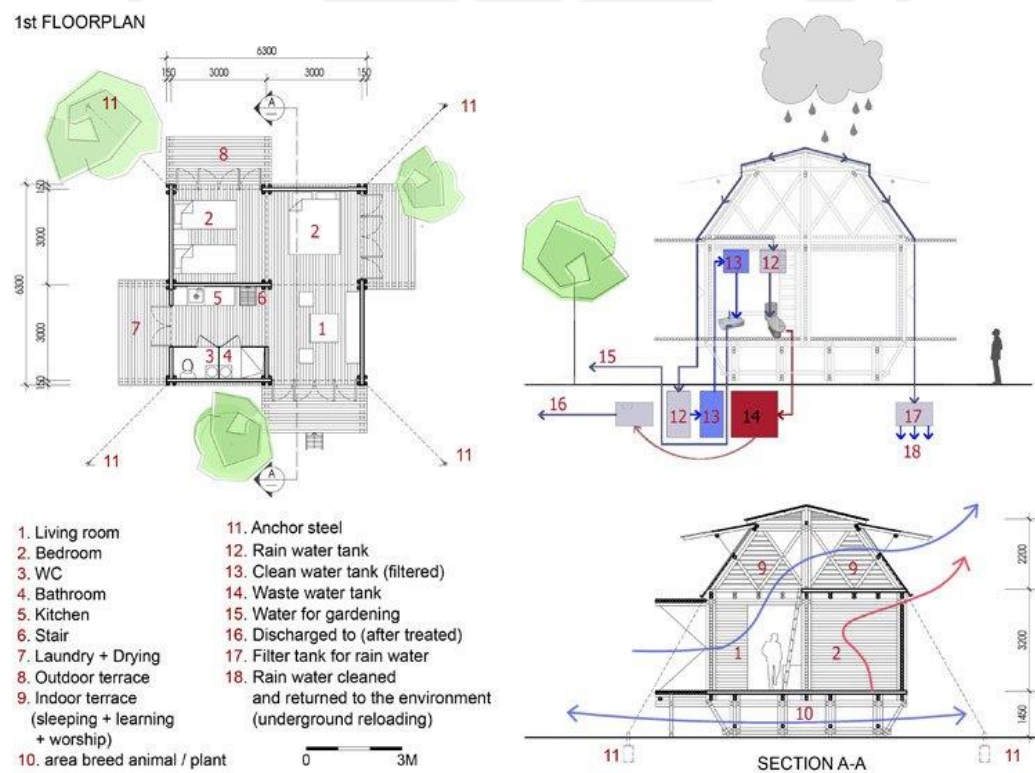 1st FLOORPLAN
6300
150 3000 3000 150
A
11
11
8
2
2
150
3000
6300
3000
150
5
6
7
1
3 4
11
11
A
13
12
15
16
12
13
14
17
18
1. Living room
2. Bedroom
3. WC
4. Bathroom
5. Kitchen
6. Stair
7. Laundry + Drying
8. Outdoor terrace
9. Indoor terrace
(sleeping + learning
+ worship)
10. area breed animal / plant
11. Anchor steel
12. Rain water tank
13. Clean water tank (filtered)
14. Waste water tank
15. Water for gardening
16. Discharged to (after treated)
17. Filter tank for rain water
18. Rain water cleaned
and returned to the environment
(underground reloading)
0 3M
9
9
2200
1
2
3200
10
1450
11
11
SECTION A-A